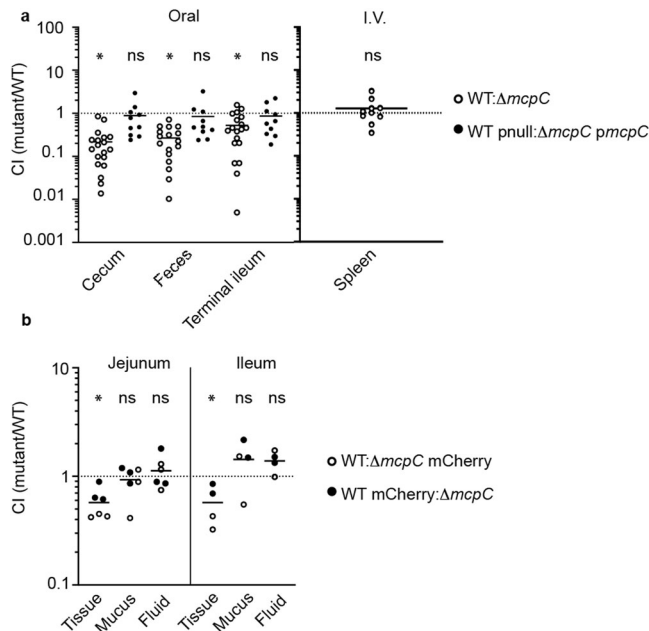 a
Oral
I.V.
* ns * ns * ns
ns
100
10
1
0.1
0.01
0.001
CI (mutant/WT)
Cecum
Feces
Terminal ileum
Spleen
WT:ΔmcpC
WT pnull:ΔmcpC pmcpC
b
Jejunum
Ileum
* ns ns
* ns ns
10
1
0.1
CI (mutant/WT)
Tissue
Mucus
Fluid
Tissue
Mucus
Fluid
WT:ΔmcpC mCherry
WT mCherry:ΔmcpC